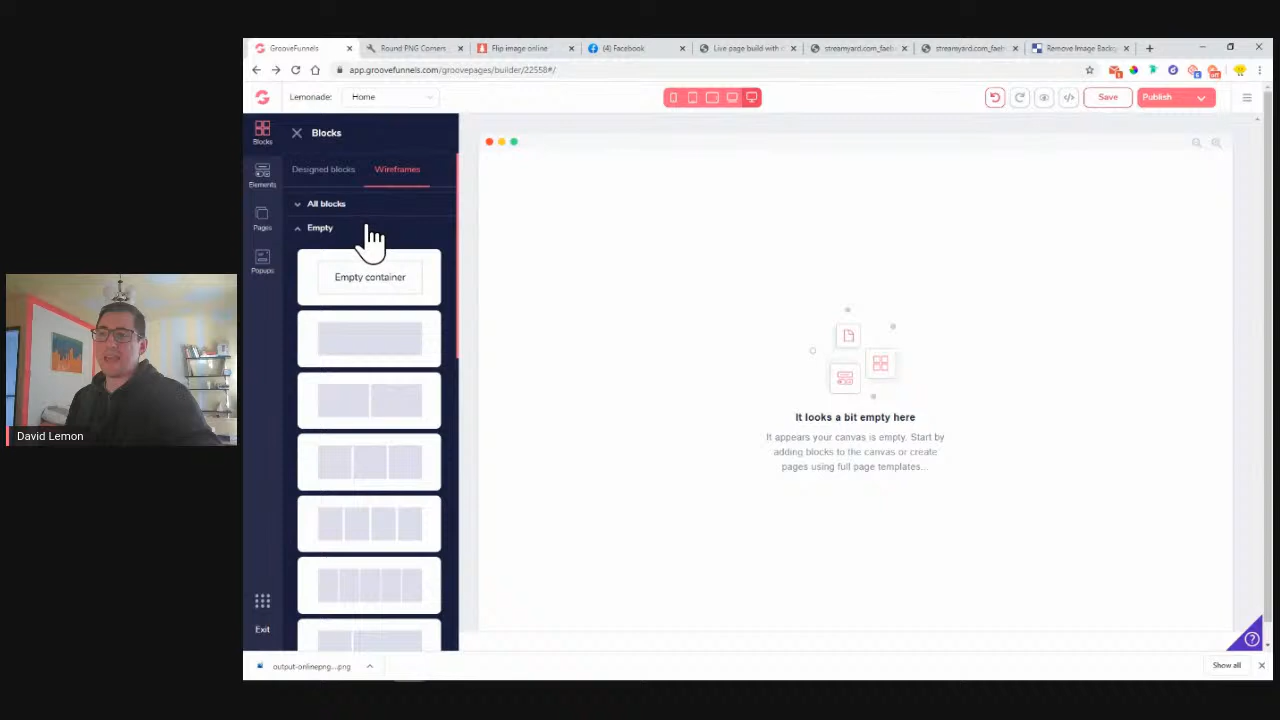 GrooveFunnels
Round PNG Corners
Flip image online
(4) Facebook
Live page build with
streamyard.com_faeb
streamyard.com_faeb
Remove Image Backg
app.groovefunnels.com/groovepages/builder/22558#/
Lemonade:
Home
Save
Publish
Blocks
Elements
Pages
Popups
Exit
Blocks
Designed blocks
Wireframes
All blocks
Empty
Empty container
It looks a bit empty here
It appears your canvas is empty. Start by
adding blocks to the canvas or create
pages using full page templates...
David Lemon
output-onlinepng....png
Show all